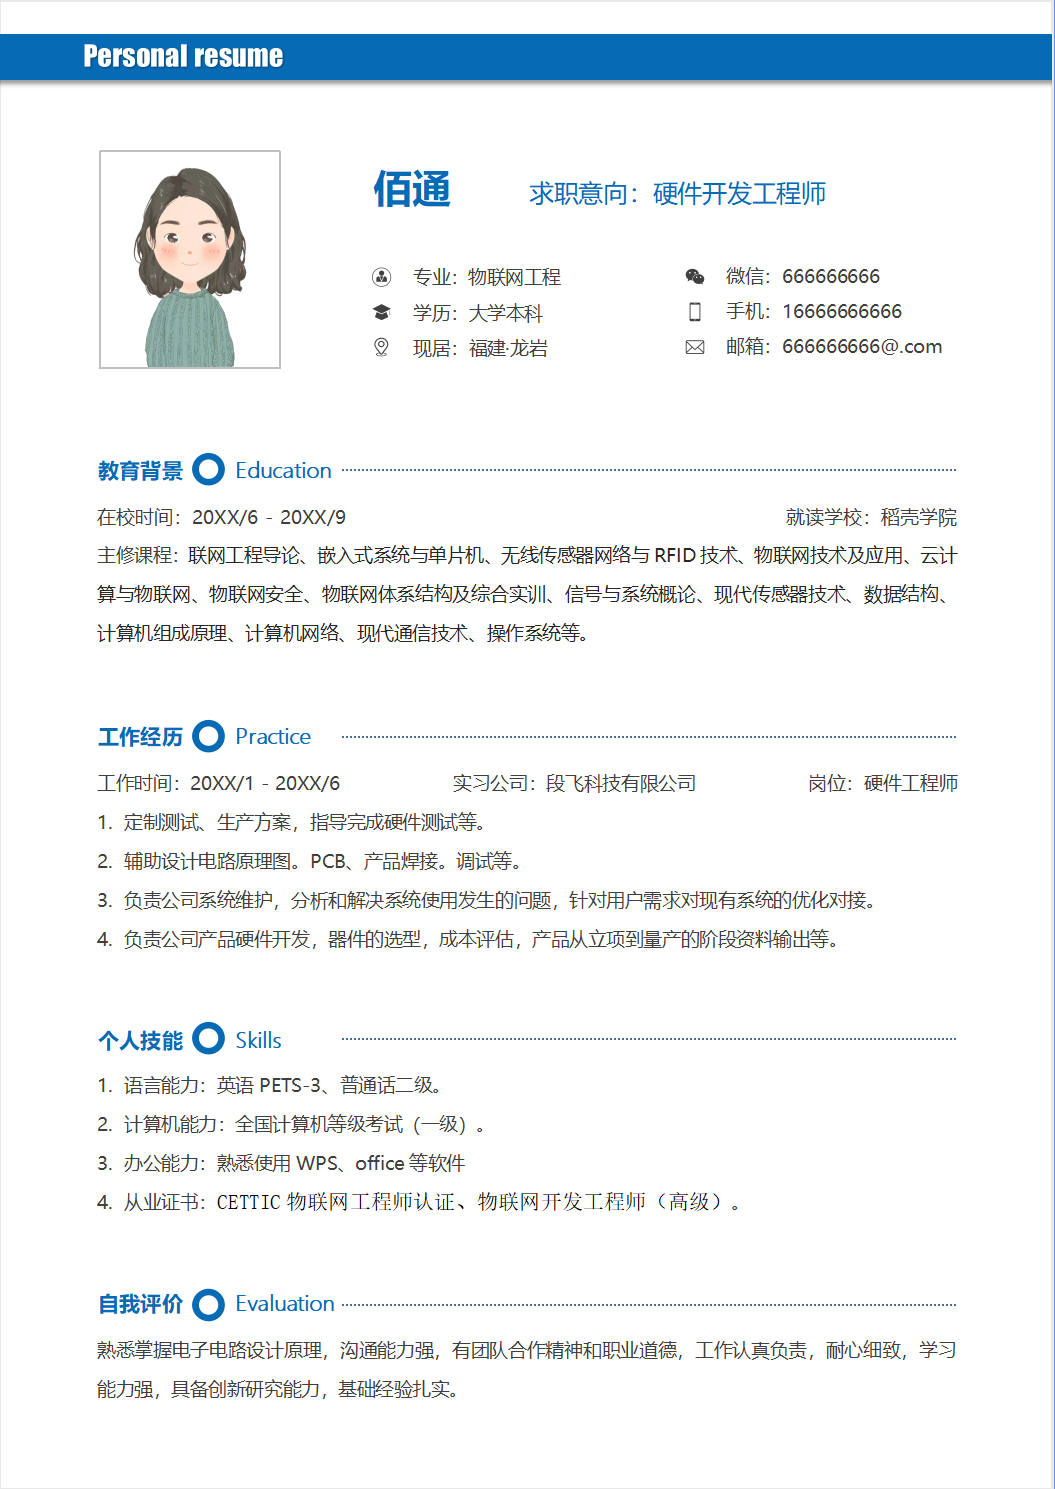 Personal resume
佰通
求职意向：硬件开发工程师
专业：物联网工程
微信：666666666
学历：大学本科
手机：16666666666
现居：福建·龙岩
邮箱：666666666@.com
教育背景 Education
在校时间：20XX/6 - 20XX/9 就读学校：稻壳学院
主修课程：联网工程导论、嵌入式系统与单片机、无线传感器网络与 RFID 技术、物联网技术及应用、云计
算与物联网、物联网安全、物联网体系结构及综合实训、信号与系统概论、现代传感器技术、数据结构、
计算机组成原理、计算机网络、现代通信技术、操作系统等。
工作经历 Practice
工作时间：20XX/1 - 20XX/6 实习公司：段飞科技有限公司 岗位：硬件工程师
1. 定制测试、生产方案，指导完成硬件测试等。
2. 辅助设计电路原理图。PCB、产品焊接。调试等。
3. 负责公司系统维护，分析和解决系统使用发生的问题，针对用户需求对现有系统的优化对接。
4. 负责公司产品硬件开发，器件的选型，成本评估，产品从立项到量产的阶段资料输出等。
个人技能 Skills
1. 语言能力：英语 PETS-3、普通话二级。
2. 计算机能力：全国计算机等级考试（一级）。
3. 办公能力：熟悉使用 WPS、office 等软件
4. 从业证书：CETTIC 物联网工程师认证、物联网开发工程师（高级）。
自我评价 Evaluation
熟悉掌握电子电路设计原理，沟通能力强，有团队合作精神和职业道德，工作认真负责，耐心细致，学习
能力强，具备创新研究能力，基础经验扎实。